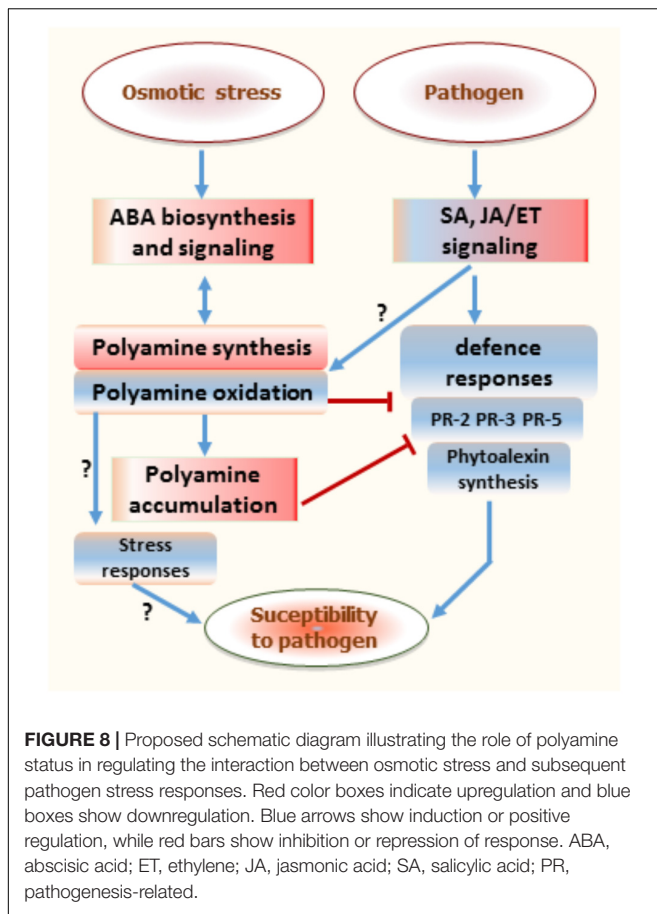 Osmotic stress
Pathogen
ABA biosynthesis
and signaling
SA, JA/ET
signaling
?
Polyamine synthesis
Polyamine oxidation
defence
responses
PR-2 PR-3 PR-5
Phytoalexin
synthesis
?
Polyamine
accumulation
Stress
responses
?
Suceptibility
to pathogen
FIGURE 8 | Proposed schematic diagram illustrating the role of polyamine
status in regulating the interaction between osmotic stress and subsequent
pathogen stress responses. Red color boxes indicate upregulation and blue
boxes show downregulation. Blue arrows show induction or positive
regulation, while red bars show inhibition or repression of response. ABA,
abscisic acid; ET, ethylene; JA, jasmonic acid; SA, salicylic acid; PR,
pathogenesis-related.